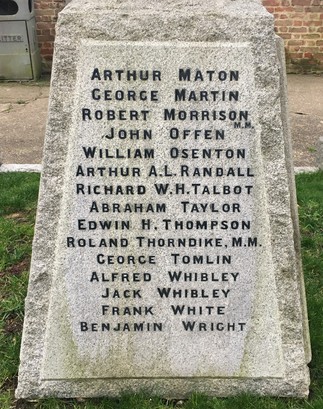 LITTER
ARTHUR MATON
GEORGE MARTIN
ROBERT MORRISON M.M.
JOHN OFFEN
WILLIAM OSENTON
ARTHUR A.L. RANDALL
RICHARD W.H. TALBOT
ABRAHAM TAYLOR
EDWIN H. THOMPSON
ROLAND THORNDIKE, M.M.
GEORGE TOMLIN
ALFRED WHIBLEY
JACK WHIBLEY
FRANK WHITE
BENJAMIN WRIGHT